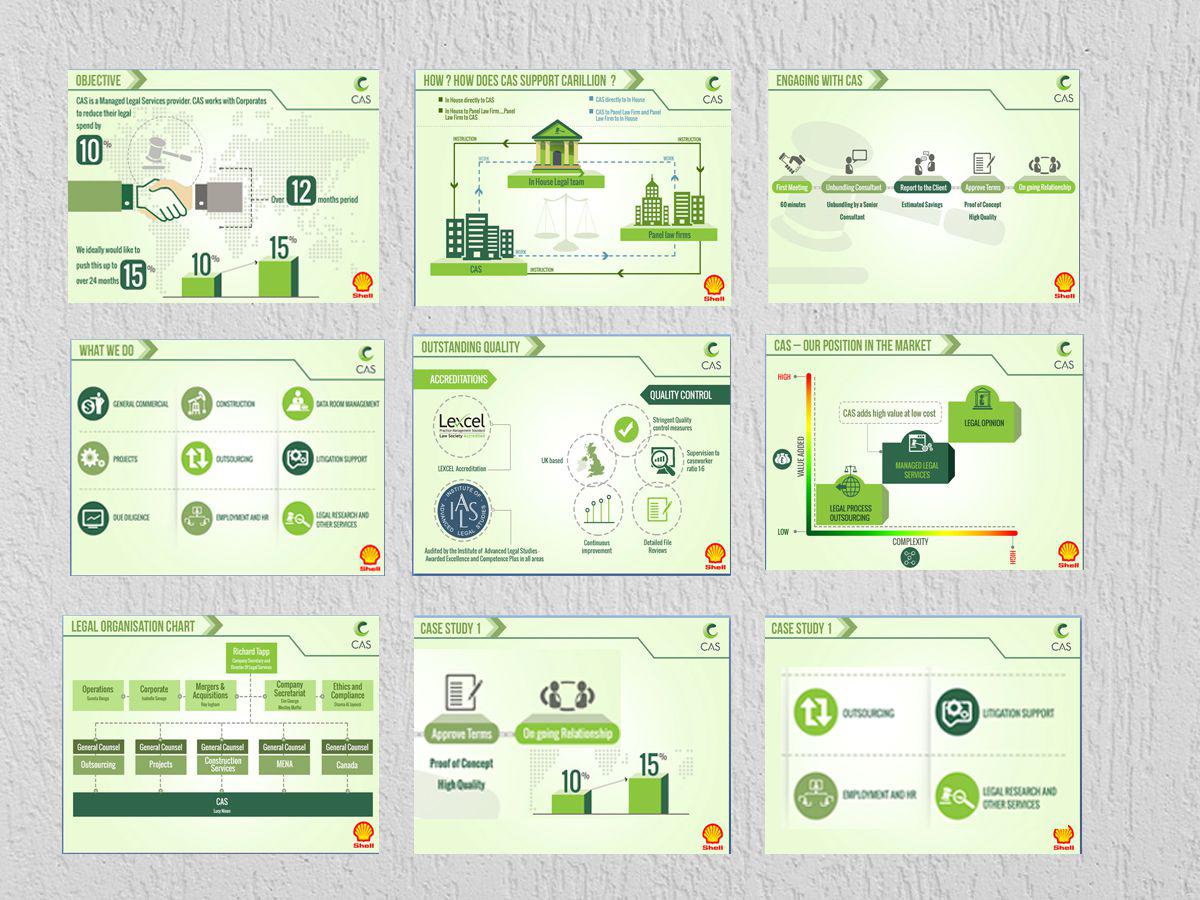 OBJECTIVE
CAS
CAS is a Managed Legal Services provider. CAS works with Corporates
to reduce their legal
spend by
10%
Over 12 months period
We ideally would like to
push this up to
over 24 months 15%
10%
15%
Shell
HOW ? HOW DOES CAS SUPPORT CARILLION ?
CAS
In House directly to CAS
In House to Panel Law Firm....Panel
Law Firm to CAS
CAS directly to In House
CAS to Panel Law Firm and Panel
Law Firm to In House
INSTRUCTION
INSTRUCTION
WORK
WORK
In House Legal team
Panel law firms
CAS
WORK
INSTRUCTION
Shell
ENGAGING WITH CAS
CAS
First Meeting
Unbundling Consultant
Report to the Client
Approve Terms
On going Relationship
60 minutes
Unbundling by a Senior
Consultant
Estimated Savings
Proof of Concept
High Quality
Shell
WHAT WE DO
CAS
GENERAL COMMERCIAL
CONSTRUCTION
DATA ROOM MANAGEMENT
PROJECTS
OUTSOURCING
LITIGATION SUPPORT
DUE DILIGENCE
EMPLOYMENT AND HR
LEGAL RESEARCH AND
OTHER SERVICES
Shell
OUTSTANDING QUALITY
CAS
ACCREDITATIONS
QUALITY CONTROL
Lexcel
Practice Management Standard
Law Society Accredited
LEXCEL Accreditation
INSTITUTE OF
IALS
ADVANCED LEGAL STUDIES
Audited by the Institute of Advanced Legal Studies -
Awarded Excellence and Competence Plus in all areas
Stringent Quality
control measures
UK based
Supervision to
caseworker
ratio 1:6
Continuous
improvement
Detailed File
Reviews
Shell
CAS – OUR POSITION IN THE MARKET
CAS
HIGH
CAS adds high value at low cost
LEGAL OPINION
VALUE ADDED
MANAGED LEGAL
SERVICES
LEGAL PROCESS
OUTSOURCING
LOW
COMPLEXITY
HIGH
Shell
LEGAL ORGANISATION CHART
CAS
Richard Tapp
Company Secretary and
Director Of Legal Services
Operations
Corporate
Mergers &
Acquisitions
Company
Secretariat
Ethics and
Compliance
General Counsel
General Counsel
General Counsel
General Counsel
General Counsel
Outsourcing
Projects
Construction
Services
MENA
Canada
CAS
Lucy Nixon
Shell
CASE STUDY 1
CAS
Approve Terms
On going Relationship
Proof of Concept
High Quality
10%
15%
Shell
CASE STUDY 1
CAS
OUTSOURCING
LITIGATION SUPPORT
EMPLOYMENT AND HR
LEGAL RESEARCH AND
OTHER SERVICES
Shell